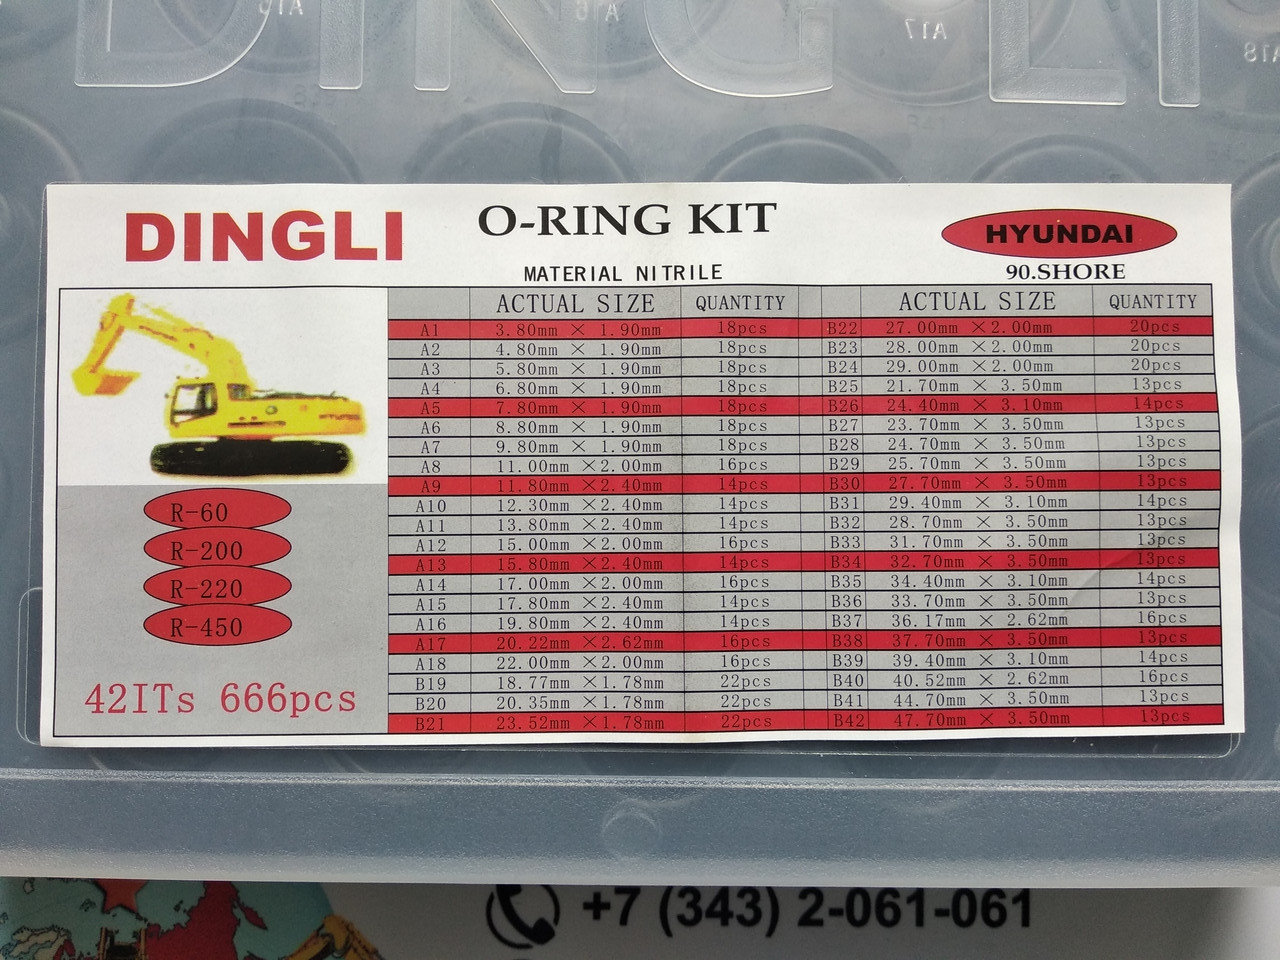 A15
A16
A17
A18
DINGLI
DINGLI
O-RING KIT
HYUNDAI
MATERIAL NITRILE
90.SHORE
ACTUAL SIZE QUANTITY ACTUAL SIZE QUANTITY
A1 3.80mm × 1.90mm 18pcs B22 27.00mm ×2.00mm 20pcs
A2 4.80mm × 1.90mm 18pcs B23 28.00mm ×2.00mm 20pcs
A3 5.80mm × 1.90mm 18pcs B24 29.00mm ×2.00mm 20pcs
A4 6.80mm × 1.90mm 18pcs B25 21.70mm × 3.50mm 13pcs
A5 7.80mm × 1.90mm 18pcs B26 24.40mm × 3.10mm 14pcs
A6 8.80mm × 1.90mm 18pcs B27 23.70mm × 3.50mm 13pcs
A7 9.80mm × 1.90mm 18pcs B28 24.70mm × 3.50mm 13pcs
A8 11.00mm ×2.00mm 16pcs B29 25.70mm × 3.50mm 13pcs
A9 11.80mm ×2.40mm 14pcs B30 27.70mm × 3.50mm 13pcs
A10 12.30mm ×2.40mm 14pcs B31 29.40mm × 3.10mm 14pcs
A11 13.80mm ×2.40mm 14pcs B32 28.70mm × 3.50mm 13pcs
A12 15.00mm ×2.00mm 16pcs B33 31.70mm × 3.50mm 13pcs
A13 15.80mm ×2.40mm 14pcs B34 32.70mm × 3.50mm 13pcs
A14 17.00mm ×2.00mm 16pcs B35 34.40mm × 3.10mm 14pcs
A15 17.80mm ×2.40mm 14pcs B36 33.70mm × 3.50mm 13pcs
A16 19.80mm ×2.40mm 14pcs B37 36.17mm × 2.62mm 16pcs
A17 20.22mm ×2.62mm 16pcs B38 37.70mm × 3.50mm 13pcs
A18 22.00mm ×2.00mm 16pcs B39 39.40mm × 3.10mm 14pcs
B19 18.77mm ×1.78mm 22pcs B40 40.52mm × 2.62mm 16pcs
B20 20.35mm ×1.78mm 22pcs B41 44.70mm × 3.50mm 13pcs
B21 23.52mm ×1.78mm 22pcs B42 47.70mm × 3.50mm 13pcs
R-60
R-200
R-220
R-450
42ITs 666pcs
+7 (343) 2-061-061